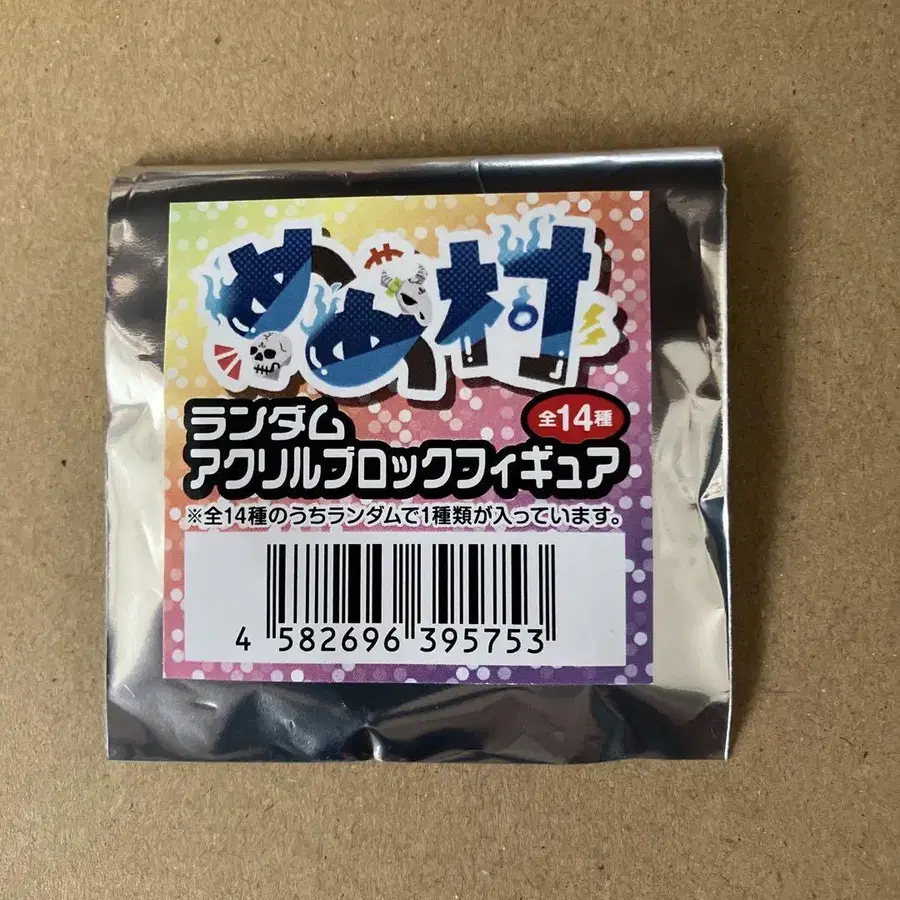 めめ村
ランダム
全14種
アクリルブロックフィギュア
※全14種のうちランダムで1種類が入っています。
4 582696 395753